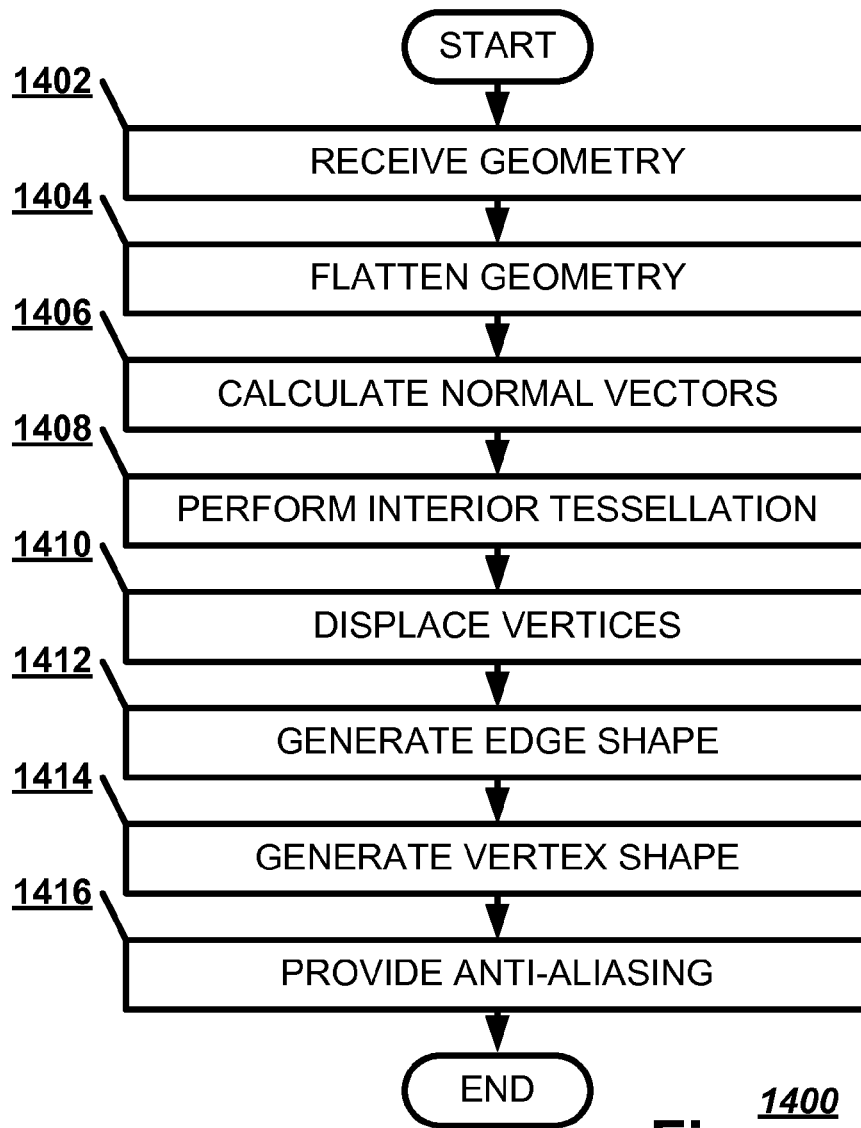 START
1402
RECEIVE GEOMETRY
1404
FLATTEN GEOMETRY
1406
CALCULATE NORMAL VECTORS
1408
PERFORM INTERIOR TESSELLATION
1410
DISPLACE VERTICES
1412
GENERATE EDGE SHAPE
1414
GENERATE VERTEX SHAPE
1416
PROVIDE ANTI-ALIASING
END
1400